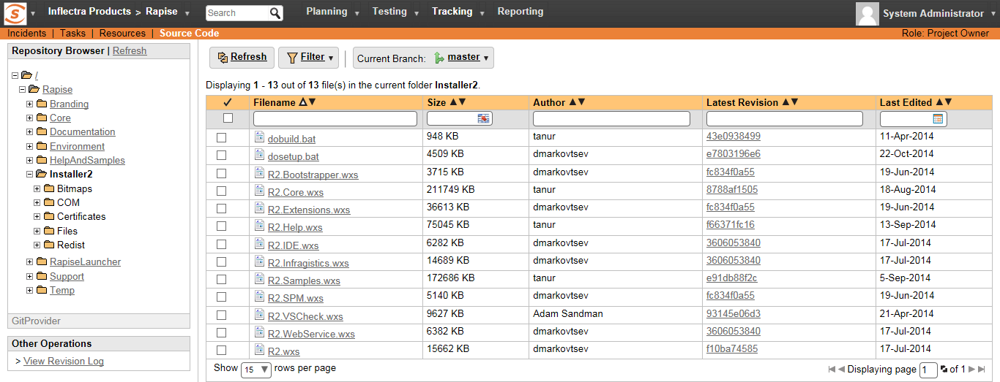 Inflectra Products > Rapise Search Planning Testing Tracking Reporting System Administrator
Incidents | Tasks | Resources | Source Code Role: Project Owner
Repository Browser | Refresh
/
Rapise
Branding
Core
Documentation
Environment
HelpAndSamples
Installer2
Bitmaps
COM
Certificates
Files
Redist
RapiseLauncher
Support
Temp
GitProvider
Other Operations
> View Revision Log
Refresh Filter Current Branch: master
Displaying 1 - 13 out of 13 file(s) in the current folder Installer2.
Filename Size Author Latest Revision Last Edited
dobuild.bat 948 KB tanur 43e0938499 11-Apr-2014
dosetup.bat 4509 KB dmarkovtsev e7803196e6 22-Oct-2014
R2.Bootstrapper.wxs 3715 KB dmarkovtsev fc834f0a55 19-Jun-2014
R2.Core.wxs 211749 KB tanur 8788af1505 18-Aug-2014
R2.Extensions.wxs 36613 KB dmarkovtsev fc834f0a55 19-Jun-2014
R2.Help.wxs 75045 KB tanur f66371fc16 13-Sep-2014
R2.IDE.wxs 6282 KB dmarkovtsev 3606053840 17-Jul-2014
R2.Infragistics.wxs 14689 KB dmarkovtsev 3606053840 17-Jul-2014
R2.Samples.wxs 172686 KB tanur e91db88f2c 5-Sep-2014
R2.SPM.wxs 5140 KB dmarkovtsev fc834f0a55 19-Jun-2014
R2.VSCheck.wxs 9627 KB Adam Sandman 93145e06d3 21-Apr-2014
R2.WebService.wxs 6382 KB dmarkovtsev 3606053840 17-Jul-2014
R2.wxs 15662 KB dmarkovtsev f10ba74585 17-Jul-2014
Show 15 rows per page Displaying page 1 of 1